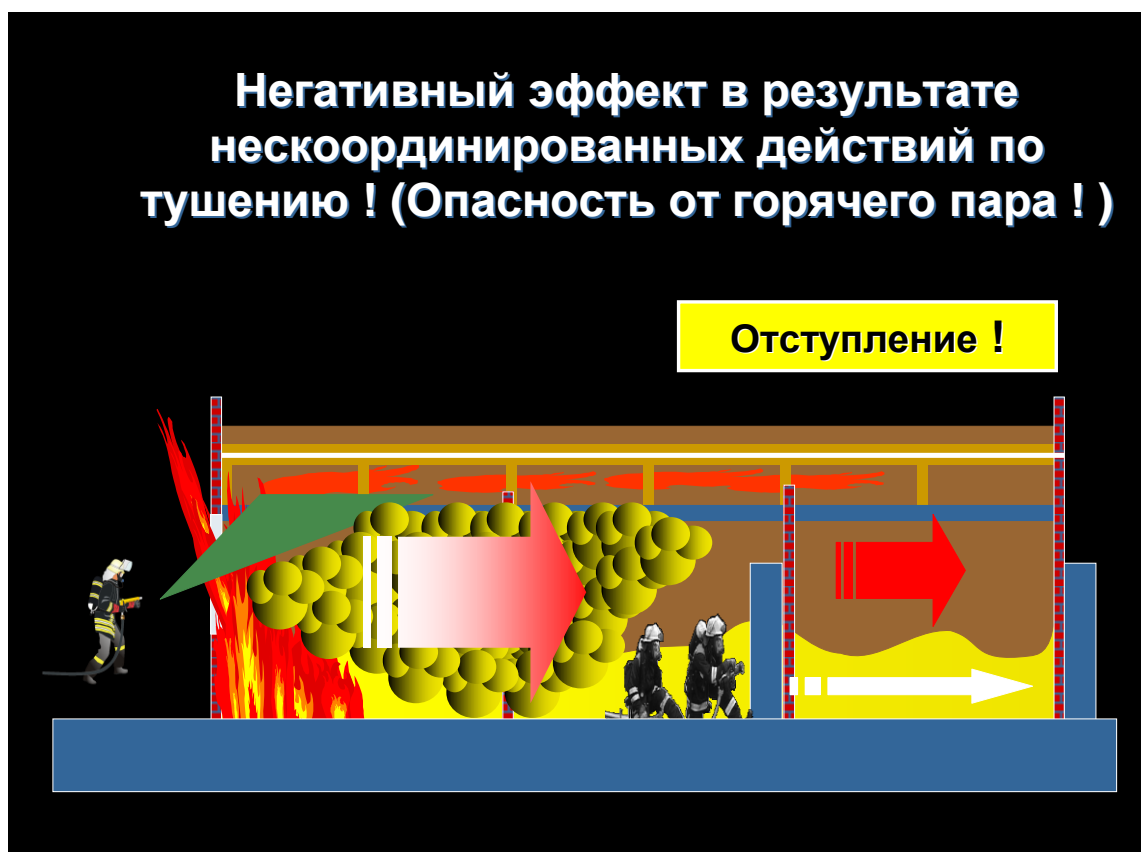 Негативный эффект в результате
нескоординированных действий по
тушению ! (Опасность от горячего пара ! )
Отступление !